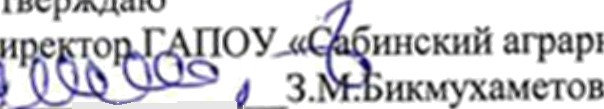 тверждаю
иректор ГАПОУ «Сабинский аграрн
З.М.Бикмухаметов